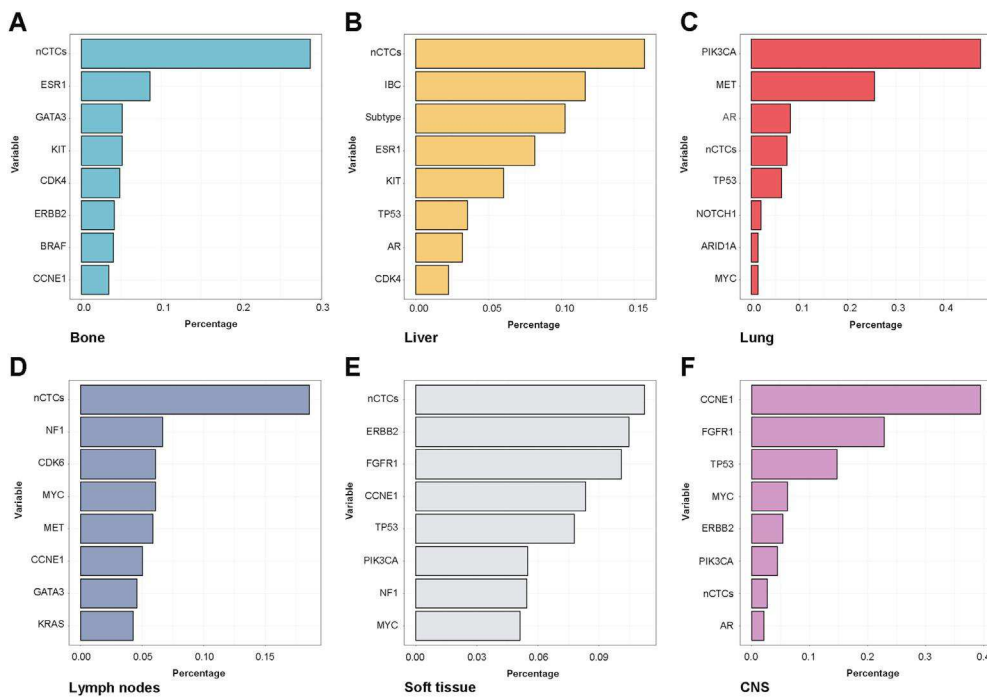 A
nCTCs
ESR1
GATA3
KIT
CDK4
ERBB2
BRAF
CCNE1
Variable
0.0 0.1 0.2 0.3
Percentage
Bone
B
nCTCs
IBC
Subtype
ESR1
KIT
TP53
AR
CDK4
Variable
0.00 0.05 0.10 0.15
Percentage
Liver
C
PIK3CA
MET
AR
nCTCs
TP53
NOTCH1
ARID1A
MYC
Variable
0.0 0.1 0.2 0.3 0.4
Percentage
Lung
D
nCTCs
NF1
CDK6
MYC
MET
CCNE1
GATA3
KRAS
Variable
0.00 0.05 0.10 0.15
Percentage
Lymph nodes
E
nCTCs
ERBB2
FGFR1
CCNE1
TP53
PIK3CA
NF1
MYC
Variable
0.00 0.03 0.06 0.09
Percentage
Soft tissue
F
CCNE1
FGFR1
TP53
MYC
ERBB2
PIK3CA
nCTCs
AR
Variable
0.0 0.1 0.2 0.3 0.4
Percentage
CNS